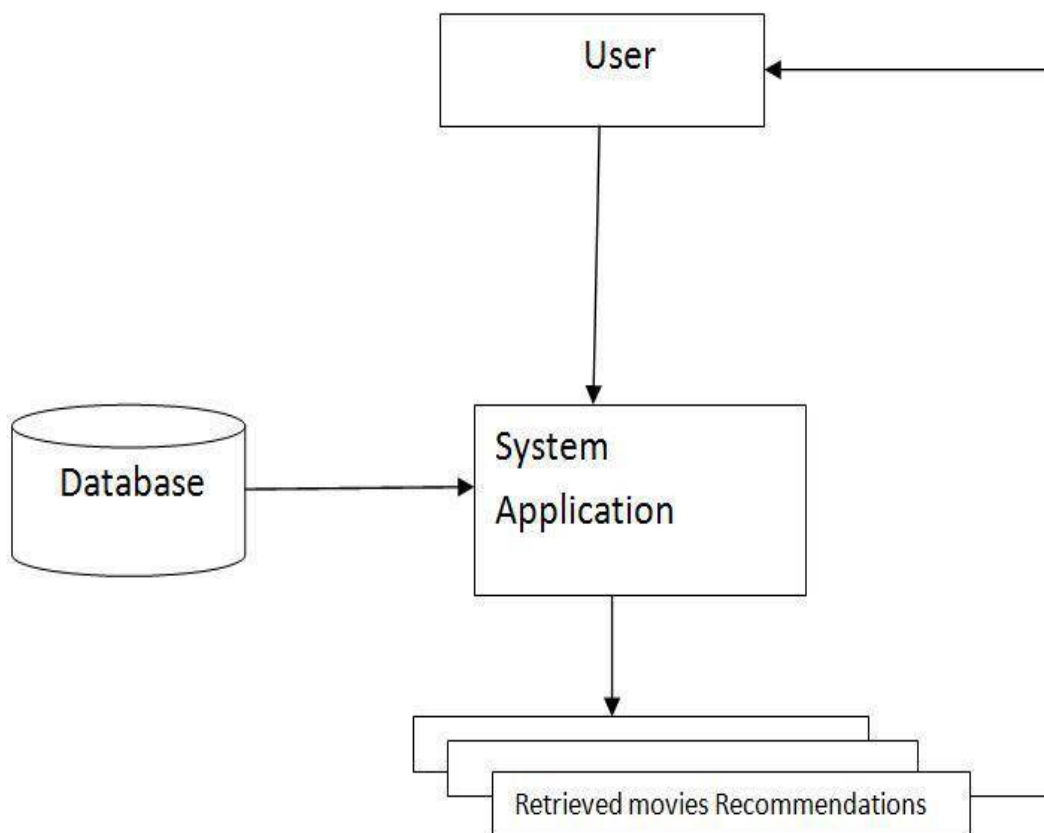 User
Database
System
Application
Retrieved movies Recommendations